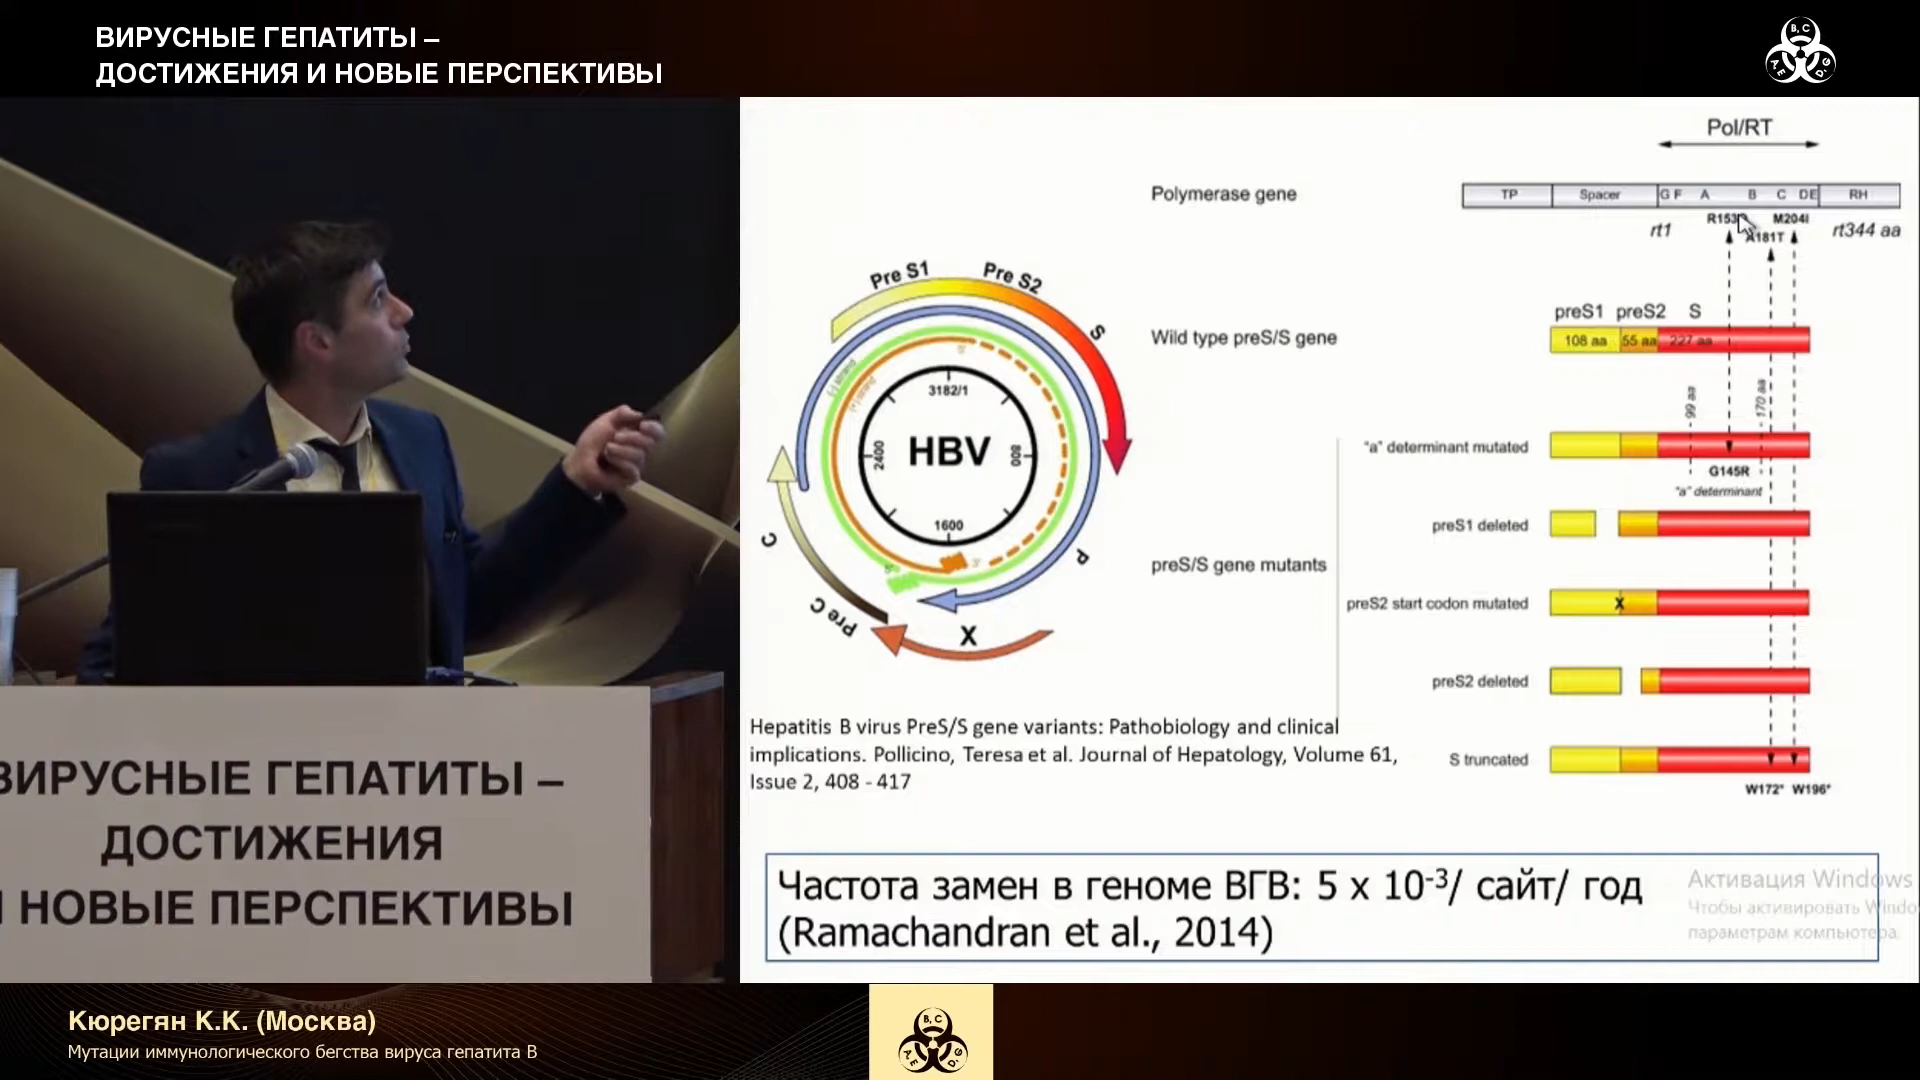 ВИРУСНЫЕ ГЕПАТИТЫ –
ДОСТИЖЕНИЯ И НОВЫЕ ПЕРСПЕКТИВЫ
B, C
A, E
D, G
Pol/RT
Polymerase gene
TP Spacer G F A B C DE RH
R153 M204I
rt1 A181T rt344 aa
Pre S1 Pre S2 S
preS1 preS2 S
Wild type preS/S gene
108 aa 55 aa 227 aa
(-) strand
(+) strand
5'
3182/1
HBV
2400
800
1600
3'
P
C
Pre C
X
99 aa 170 aa
"a" determinant mutated
G145R
"a" determinant
preS1 deleted
preS/S gene mutants
preS2 start codon mutated X
preS2 deleted
S truncated
W172* W196*
Hepatitis B virus PreS/S gene variants: Pathobiology and clinical
implications. Pollicino, Teresa et al. Journal of Hepatology, Volume 61,
Issue 2, 408 - 417
Частота замен в геноме ВГВ: 5 x 10⁻³/ сайт/ год
(Ramachandran et al., 2014)
Активация Windows
Чтобы активировать Windo
параметрам компьютера.
ВИРУСНЫЕ ГЕПАТИТЫ –
ДОСТИЖЕНИЯ
И НОВЫЕ ПЕРСПЕКТИВЫ
Кюрегян К.К. (Москва)
Мутации иммунологического бегства вируса гепатита В
B, C
A, E
D, G